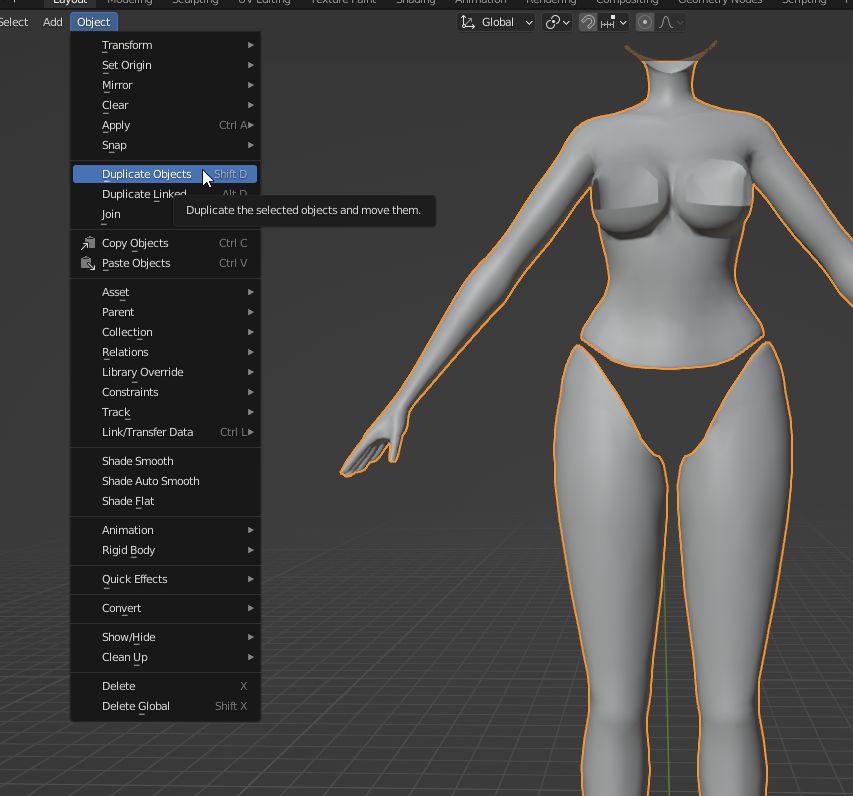 Layout Modeling Sculpting UV Editing Texture Paint Shading Animation Rendering Compositing Geometry Nodes Scripting
Select Add Object Global
Transform
Set Origin
Mirror
Clear
Apply Ctrl A
Snap
Duplicate Objects Shift D
Duplicate Linked Alt D
Duplicate the selected objects and move them.
Join
Copy Objects Ctrl C
Paste Objects Ctrl V
Asset
Parent
Collection
Relations
Library Override
Constraints
Track
Link/Transfer Data Ctrl L
Shade Smooth
Shade Auto Smooth
Shade Flat
Animation
Rigid Body
Quick Effects
Convert
Show/Hide
Clean Up
Delete X
Delete Global Shift X